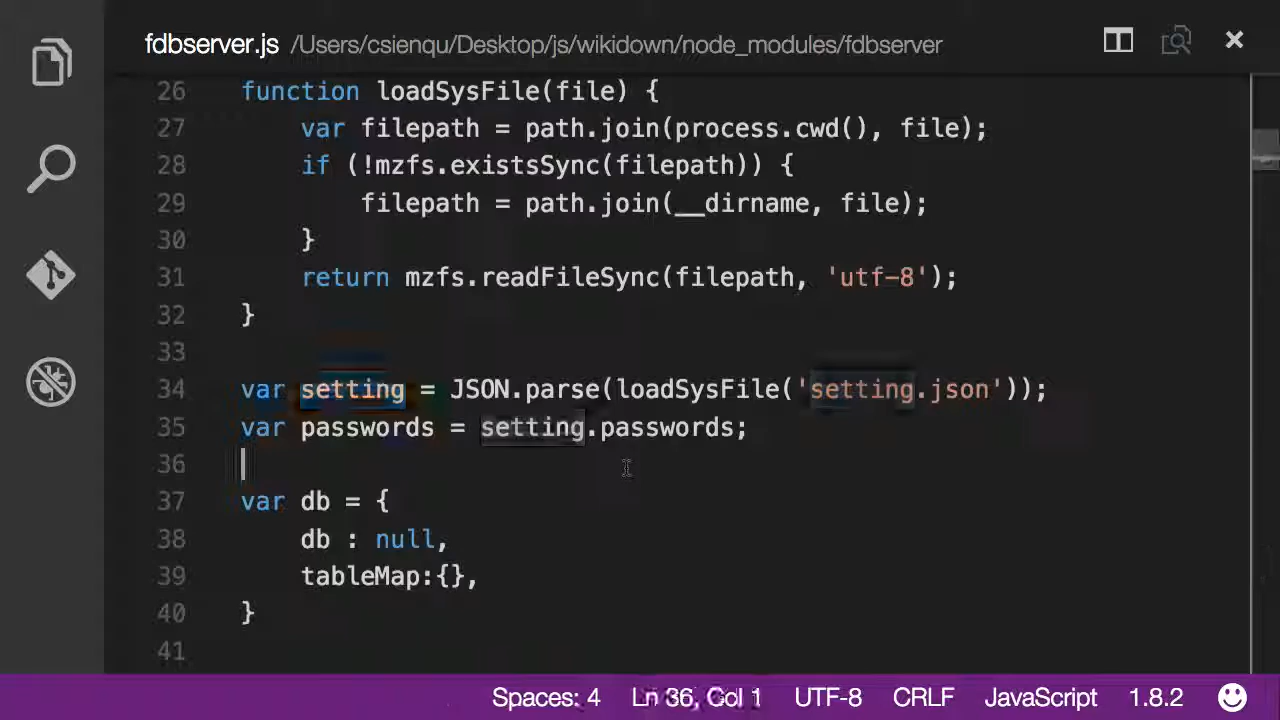 fdbserver.js /Users/csienqu/Desktop/js/wikidown/node_modules/fdbserver
26 function loadSysFile(file) {
27 var filepath = path.join(process.cwd(), file);
28 if (!mzfs.existsSync(filepath)) {
29 filepath = path.join(__dirname, file);
30 }
31 return mzfs.readFileSync(filepath, 'utf-8');
32 }
33
34 var setting = JSON.parse(loadSysFile('setting.json'));
35 var passwords = setting.passwords;
36
37 var db = {
38 db : null,
39 tableMap:{},
40 }
41
Spaces: 4 Ln 36, Col 1 UTF-8 CRLF JavaScript 1.8.2